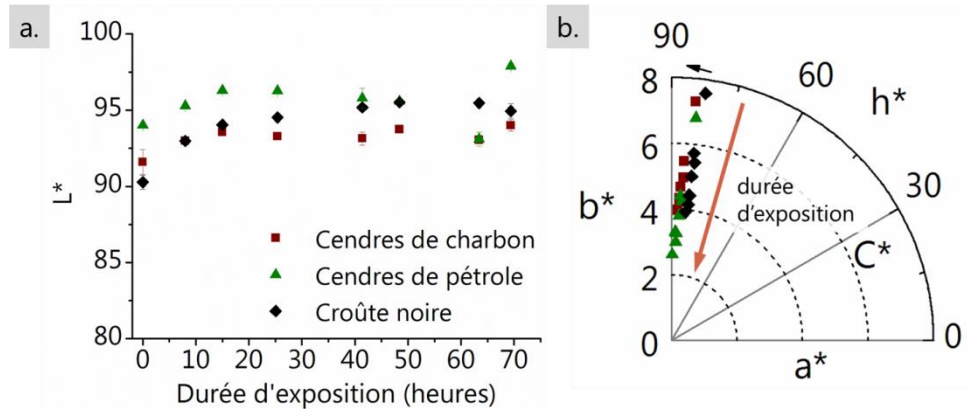 a.
100
95
90
85
80
L*
0
10
20
30
40
50
60
70
Durée d'exposition (heures)
Cendres de charbon
Cendres de pétrole
Croûte noire
b.
90
60
30
0
h*
8
6
4
2
0
b*
durée
d'exposition
C*
a*